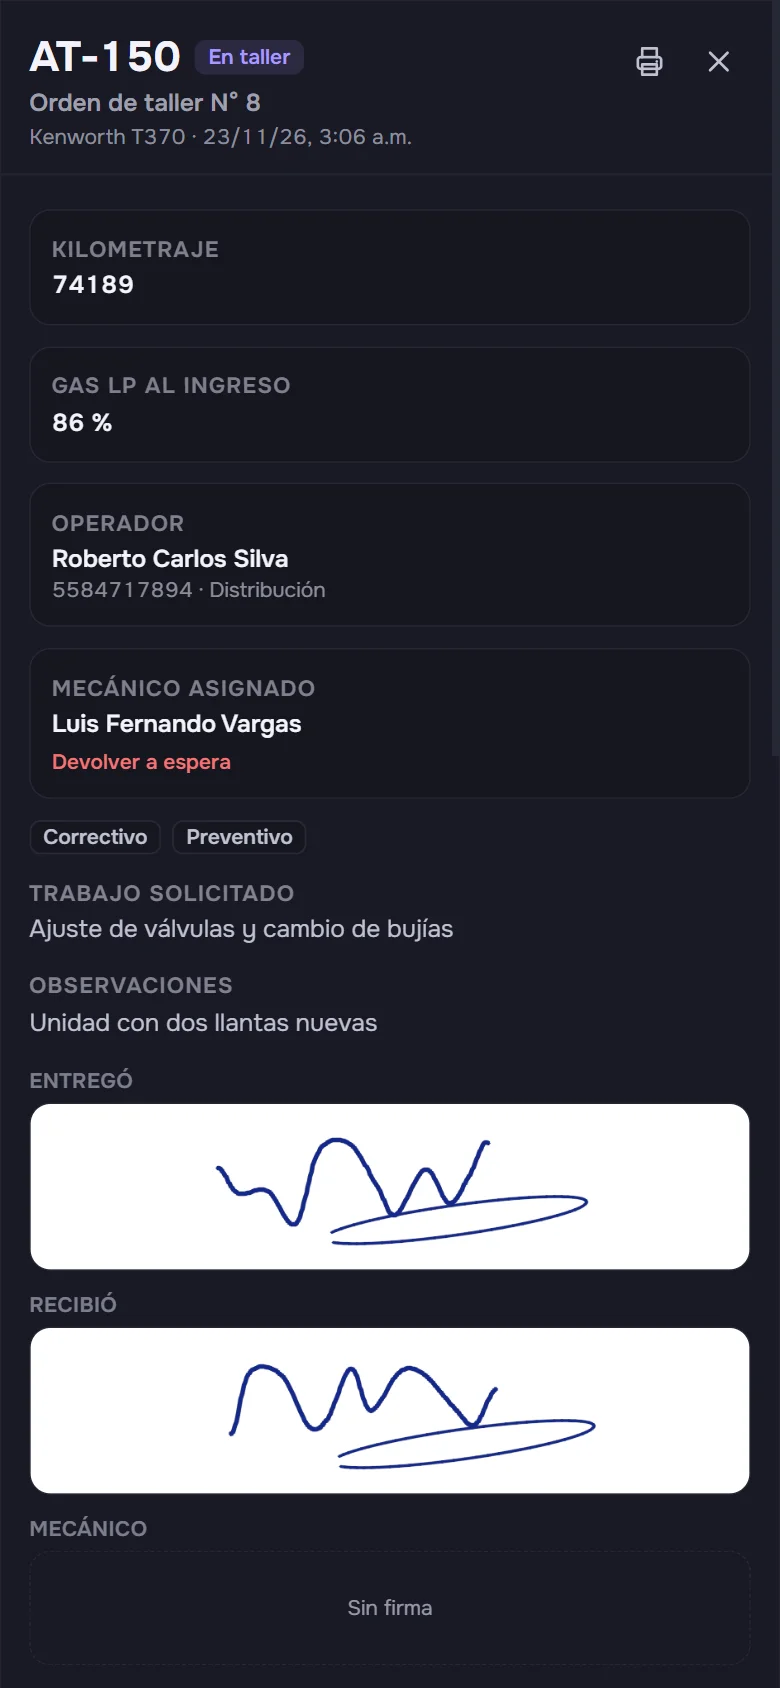 AT-150 En taller
Orden de taller N° 8
Kenworth T370 · 23/11/26, 3:06 a.m.
KILOMETRAJE
74189
GAS LP AL INGRESO
86 %
OPERADOR
Roberto Carlos Silva
5584717894 · Distribución
MECÁNICO ASIGNADO
Luis Fernando Vargas
Devolver a espera
Correctivo Preventivo
TRABAJO SOLICITADO
Ajuste de válvulas y cambio de bujías
OBSERVACIONES
Unidad con dos llantas nuevas
ENTREGÓ
RECIBIÓ
MECÁNICO
Sin firma